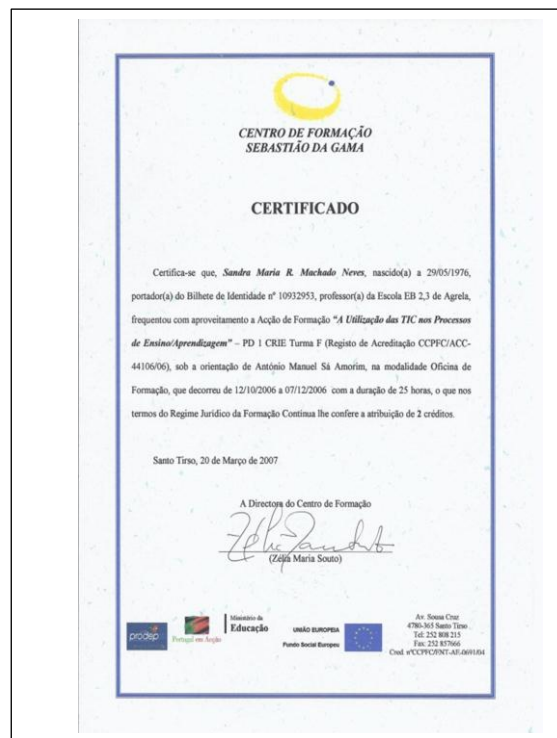 CENTRO DE FORMAÇÃO
SEBASTIÃO DA GAMA
CERTIFICADO
Certifica-se que, Sandra Maria R. Machado Neves, nascido(a) a 29/05/1976,
portador(a) do Bilhete de Identidade nº 10932953, professor(a) da Escola EB 2,3 de Agrela,
frequentou com aproveitamento a Acção de Formação "A Utilização das TIC nos Processos
de Ensino/Aprendizagem" – PD 1 CRIE Turma F (Registo de Acreditação CCPFC/ACC-
44106/06), sob a orientação de António Manuel Sá Amorim, na modalidade Oficina de
Formação, que decorreu de 12/10/2006 a 07/12/2006 com a duração de 25 horas, o que nos
termos do Regime Jurídico da Formação Contínua lhe confere a atribuição de 2 créditos.
Santo Tirso, 20 de Março de 2007
A Directora do Centro de Formação
(Zélia Maria Souto)
prodep
Portugal em Acção
Ministério da
Educação
UNIÃO EUROPEIA
Fundo Social Europeu
Av. Sousa Cruz
4780-365 Santo Tirso
Tel: 252 808 215
Fax: 252 857666
Cred. nºCCPFC/ENT-AE-0691/04